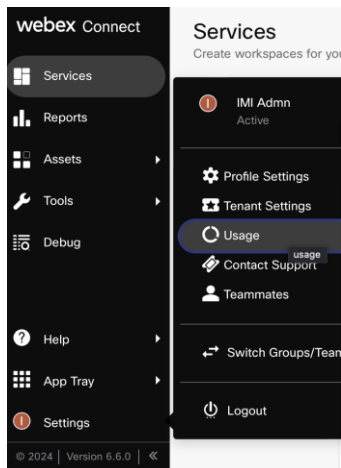 webex Connect
Services
Reports
Assets
Tools
Debug
Help
App Tray
Settings
© 2024 | Version 6.6.0 | «
Services
Create workspaces for you
IMI Admn
Active
Profile Settings
Tenant Settings
Usage
usage
Contact Support
Teammates
Switch Groups/Tean
Logout